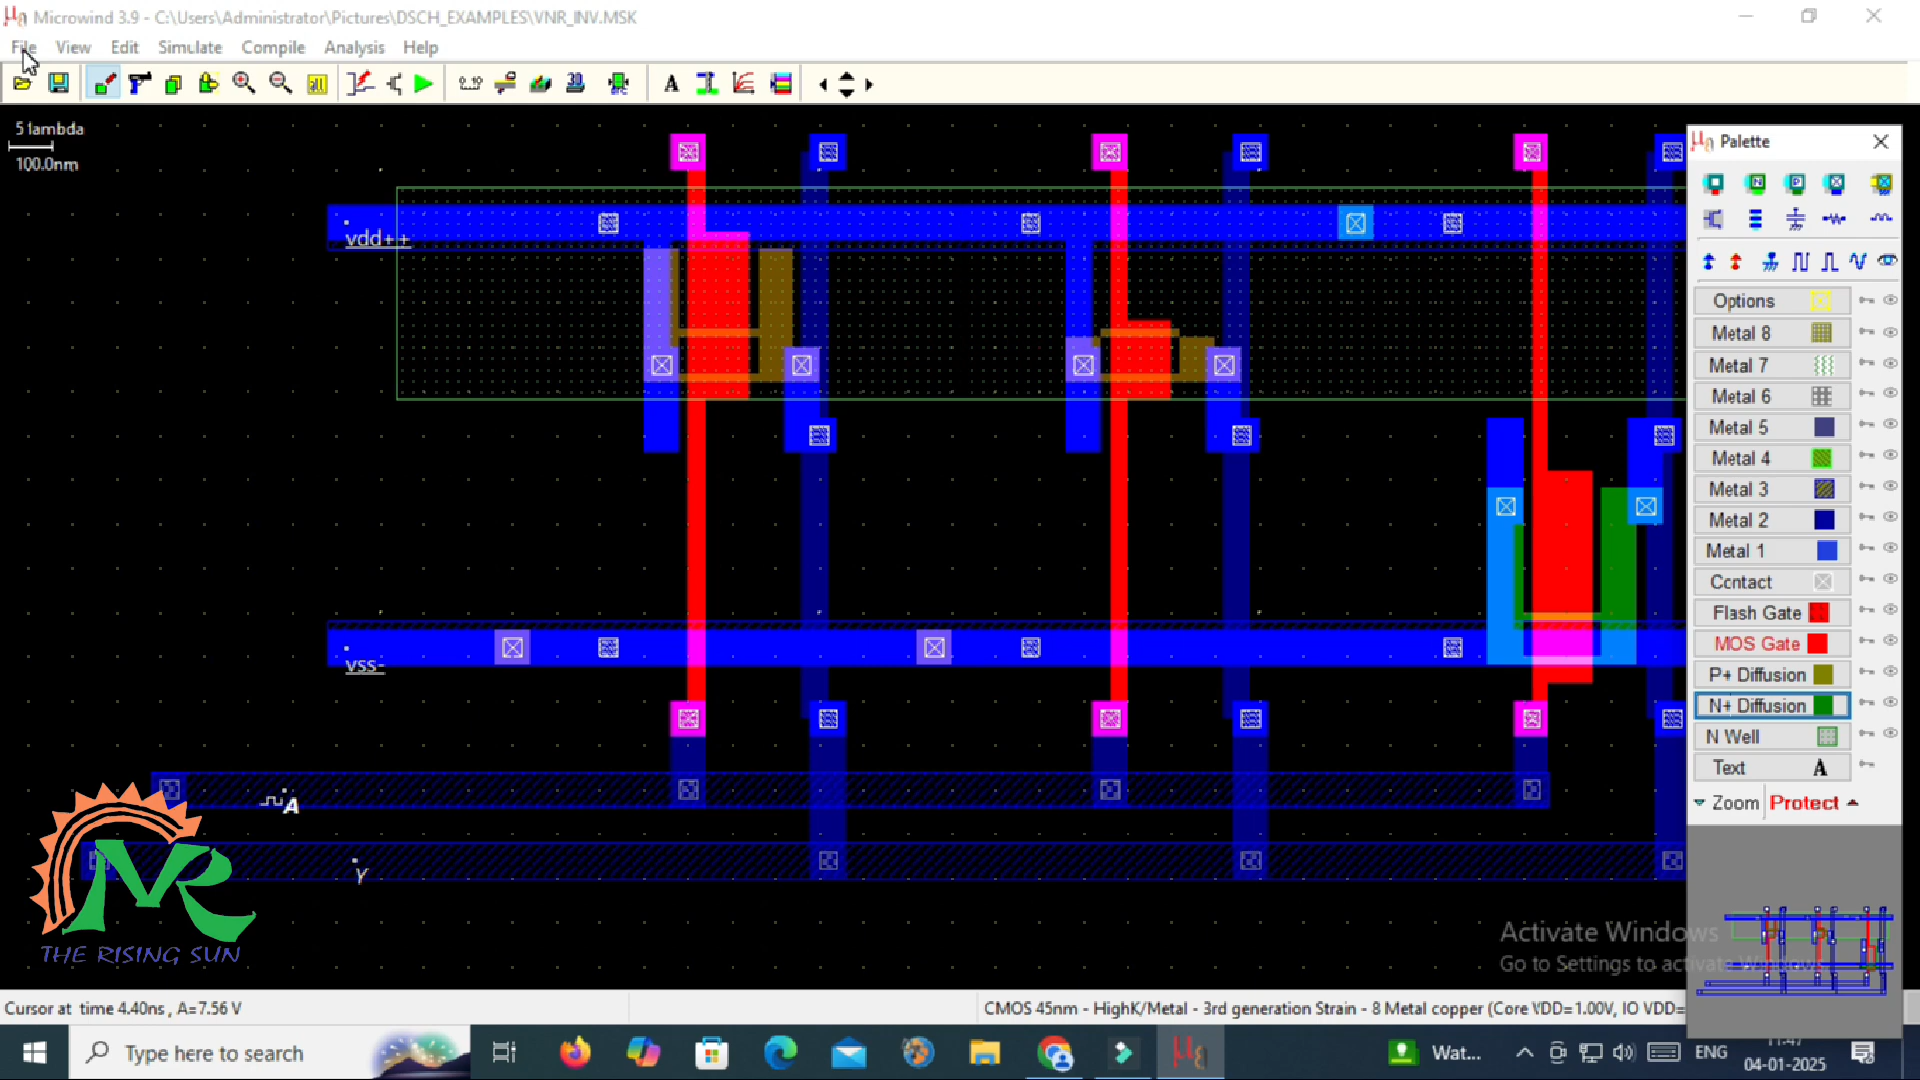 Microwind 3.9 - C:\Users\Administrator\Pictures\DSCH_EXAMPLES\VNR_INV.MSK
File View Edit Simulate Compile Analysis Help
5 lambda
100.0nm
vdd++
vss-
A
Y
THE RISING SUN
Palette
Options
Metal 8
Metal 7
Metal 6
Metal 5
Metal 4
Metal 3
Metal 2
Metal 1
Contact
Flash Gate
MOS Gate
P+ Diffusion
N+ Diffusion
N Well
Text A
Zoom Protect
Activate Windows
Go to Settings to activate Windows.
Cursor at time 4.40ns , A=7.56 V
CMOS 45nm - HighK/Metal - 3rd generation Strain - 8 Metal copper (Core VDD=1.00V, IO VDD=
Type here to search
Wat...
ENG
11:47
04-01-2025